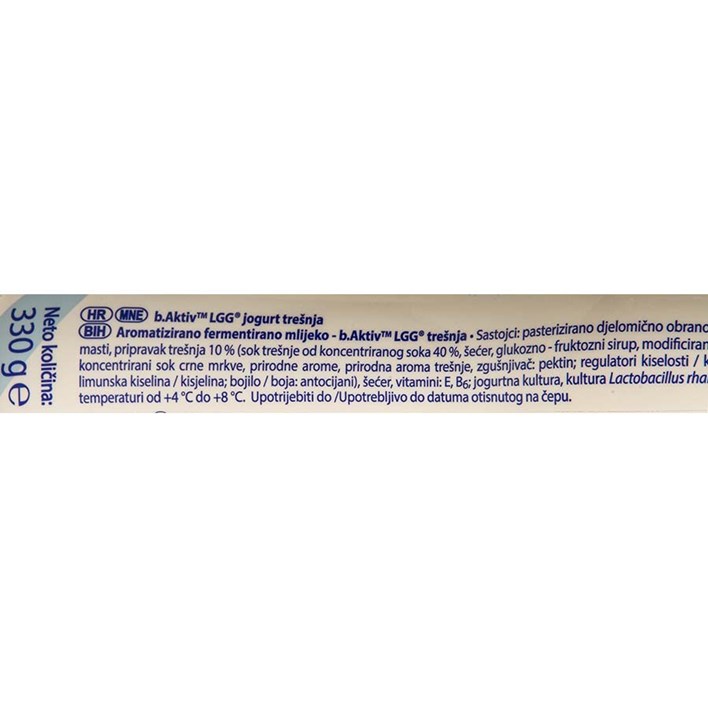 Neto količina:
330 g e
HR MNE b.Aktiv™ LGG® jogurt trešnja
BIH Aromatizirano fermentirano mlijeko - b.Aktiv™ LGG® trešnja • Sastojci: pasterizirano djelomično obrano
masti, pripravak trešnja 10 % (sok trešnje od koncentriranog soka 40 %, šećer, glukozno - fruktozni sirup, modificiran
koncentrirani sok crne mrkve, prirodne arome, prirodna aroma trešnje, zgušnjivač: pektin; regulatori kiselosti /
limunska kiselina / kisjelina; bojilo / boja: antocijani), šećer, vitamini: E, B6; jogurtna kultura, kultura Lactobacillus rha
temperaturi od +4 °C do +8 °C. Upotrijebiti do /Upotrebljivo do datuma otisnutog na čepu.